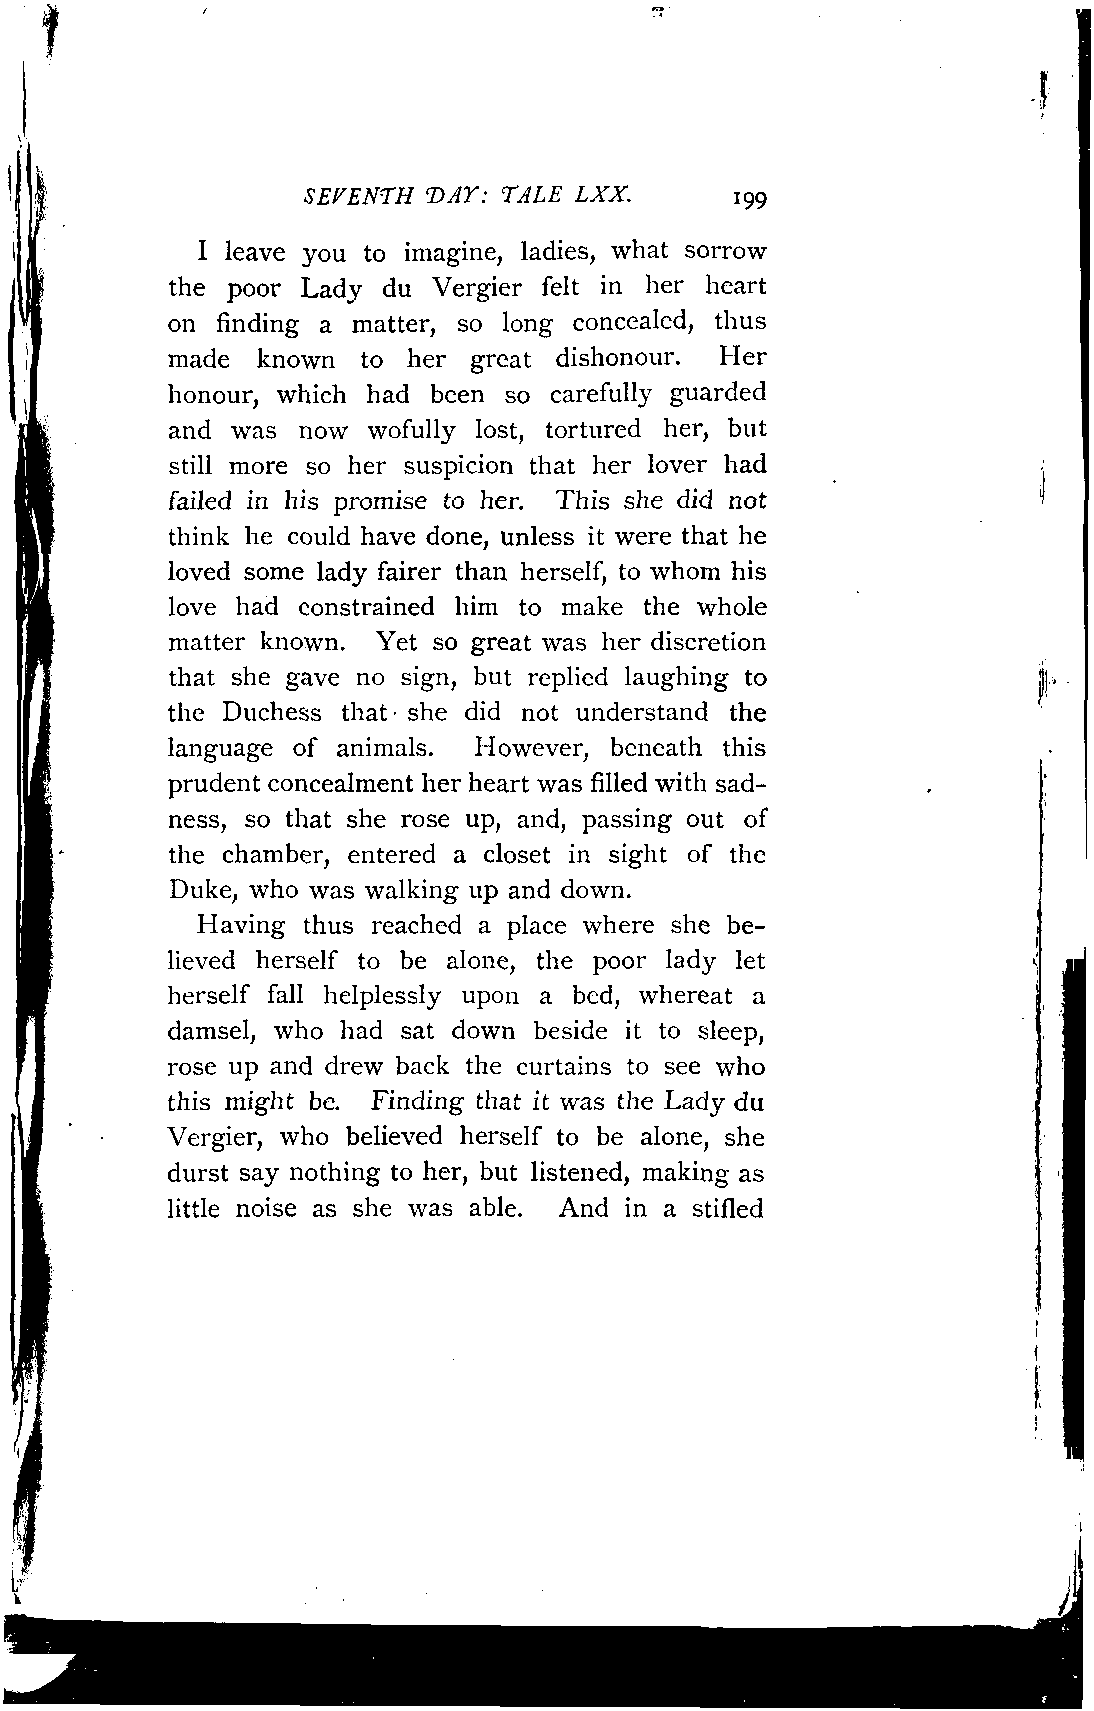 SEVENTH DAY: TALE LXX. 199
I leave you to imagine, ladies, what sorrow
the poor Lady du Vergier felt in her heart
on finding a matter, so long concealed, thus
made known to her great dishonour. Her
honour, which had been so carefully guarded
and was now wofully lost, tortured her, but
still more so her suspicion that her lover had
failed in his promise to her. This she did not
think he could have done, unless it were that he
loved some lady fairer than herself, to whom his
love had constrained him to make the whole
matter known. Yet so great was her discretion
that she gave no sign, but replied laughing to
the Duchess that she did not understand the
language of animals. However, beneath this
prudent concealment her heart was filled with sad-
ness, so that she rose up, and, passing out of
the chamber, entered a closet in sight of the
Duke, who was walking up and down.
Having thus reached a place where she be-
lieved herself to be alone, the poor lady let
herself fall helplessly upon a bed, whereat a
damsel, who had sat down beside it to sleep,
rose up and drew back the curtains to see who
this might be. Finding that it was the Lady du
Vergier, who believed herself to be alone, she
durst say nothing to her, but listened, making as
little noise as she was able. And in a stifled